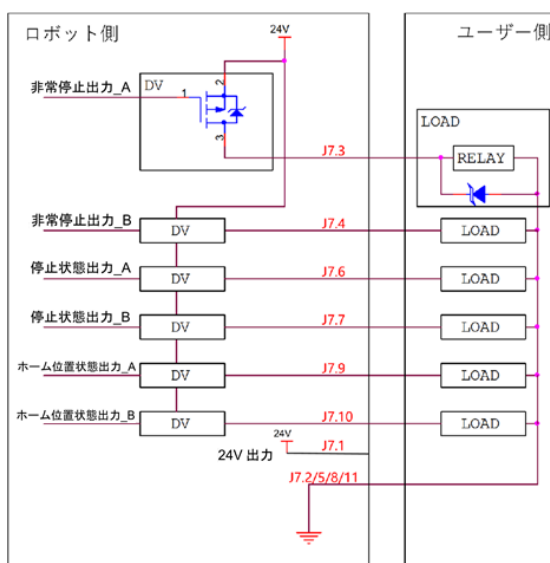 ロボット側
24V
ユーザー側
非常停止出力_A
DV
1
2
3
LOAD
RELAY
J7.3
非常停止出力_B
DV
J7.4
LOAD
停止状態出力_A
DV
J7.6
LOAD
停止状態出力_B
DV
J7.7
LOAD
ホーム位置状態出力_A
DV
J7.9
LOAD
ホーム位置状態出力_B
DV
J7.10
LOAD
24V
24V 出力
J7.1
J7.2/5/8/11